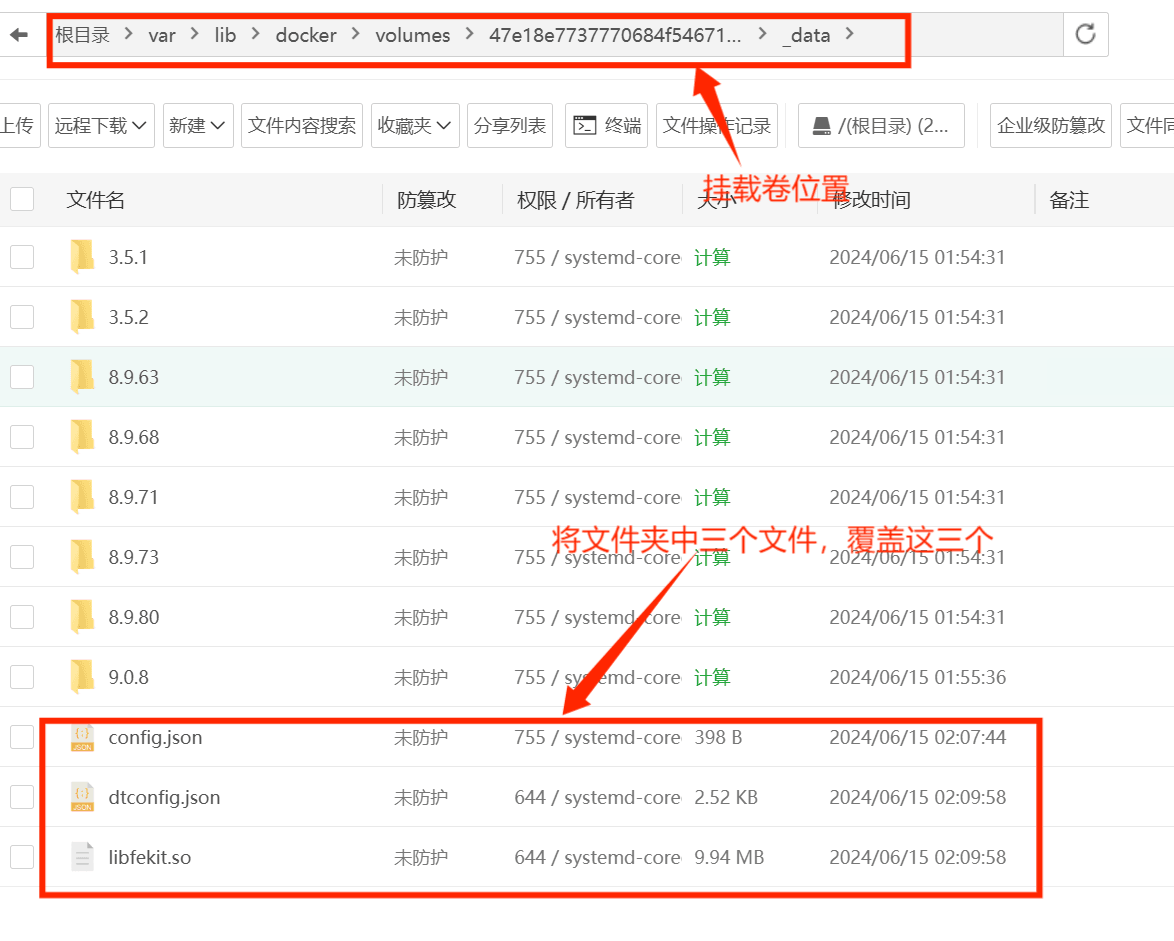 根目录 > var > lib > docker > volumes > 47e18e7737770684f54671... > _data >
上传 远程下载 新建 文件内容搜索 收藏夹 分享列表 终端 文件操作记录 /(根目录) (2... 企业级防篡改 文件同
挂载卷位置
文件名 防篡改 权限 / 所有者 大小 修改时间 备注
3.5.1 未防护 755 / systemd-core 计算 2024/06/15 01:54:31
3.5.2 未防护 755 / systemd-core 计算 2024/06/15 01:54:31
8.9.63 未防护 755 / systemd-core 计算 2024/06/15 01:54:31
8.9.68 未防护 755 / systemd-core 计算 2024/06/15 01:54:31
8.9.71 未防护 755 / systemd-core 计算 2024/06/15 01:54:31
将文件夹中三个文件，覆盖这三个
8.9.73 未防护 755 / systemd-core 计算 2024/06/15 01:54:31
8.9.80 未防护 755 / systemd-core 计算 2024/06/15 01:54:31
9.0.8 未防护 755 / systemd-core 计算 2024/06/15 01:55:36
config.json 未防护 755 / systemd-core 398 B 2024/06/15 02:07:44
dtconfig.json 未防护 644 / systemd-core 2.52 KB 2024/06/15 02:09:58
libfekit.so 未防护 644 / systemd-core 9.94 MB 2024/06/15 02:09:58